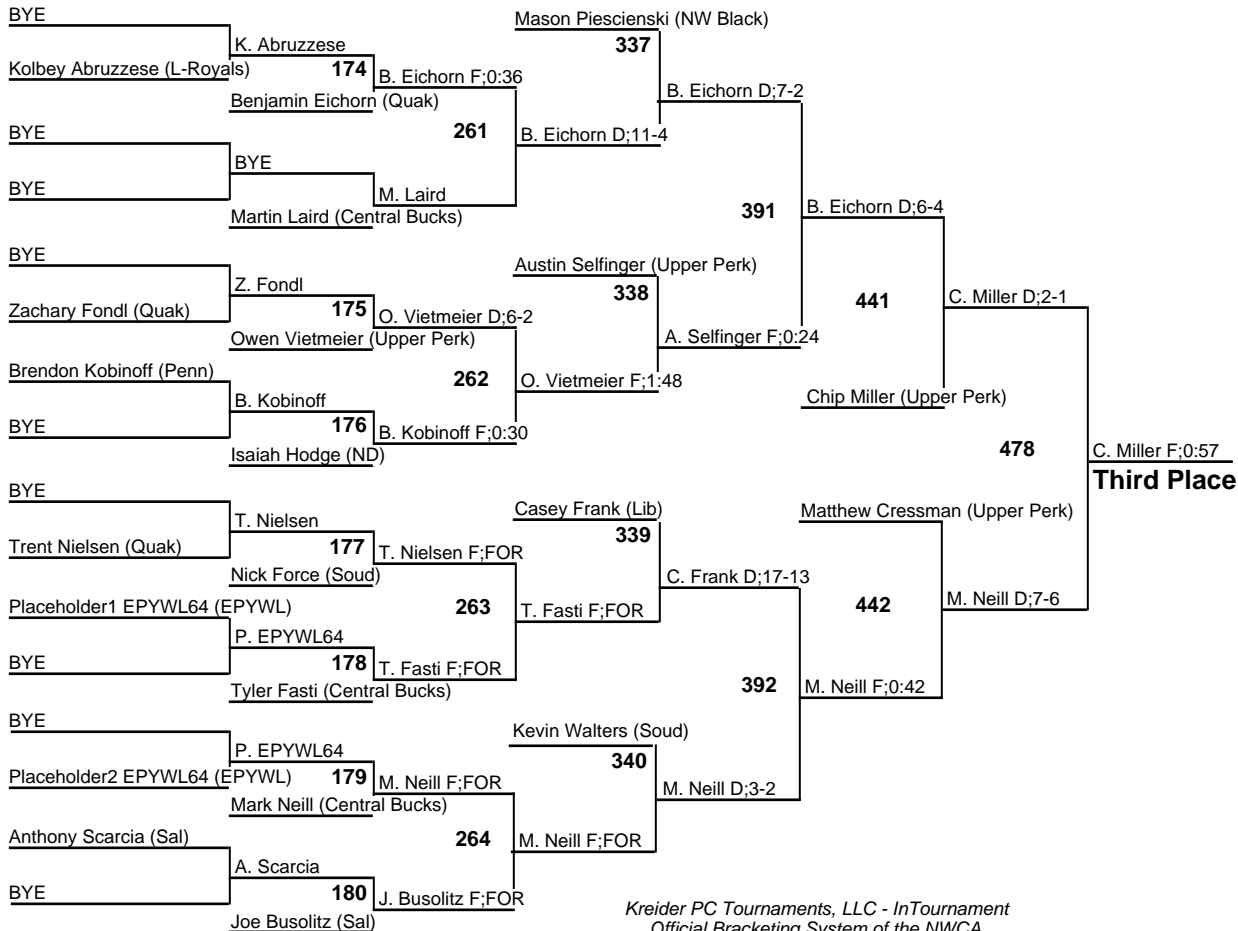 BYE
Mason Piescienski (NW Black)
K. Abruzzese
337
Kolbey Abruzzese (L-Royals)
174
B. Eichorn F;0:36
B. Eichorn D;7-2
Benjamin Eichorn (Quak)
261
B. Eichorn D;11-4
BYE
BYE
BYE
M. Laird
391
B. Eichorn D;6-4
Martin Laird (Central Bucks)
BYE
Austin Selfinger (Upper Perk)
Z. Fondl
338
441
C. Miller D;2-1
Zachary Fondl (Quak)
175
O. Vietmeier D;6-2
Owen Vietmeier (Upper Perk)
A. Selfinger F;0:24
Brendon Kobinoff (Penn)
262
O. Vietmeier F;1:48
B. Kobinoff
Chip Miller (Upper Perk)
BYE
176
B. Kobinoff F;0:30
Isaiah Hodge (ND)
478
C. Miller F;0:57
Third Place
BYE
Casey Frank (Lib)
Matthew Cressman (Upper Perk)
T. Nielsen
339
Trent Nielsen (Quak)
177
T. Nielsen F;FOR
Nick Force (Soud)
C. Frank D;17-13
Placeholder1 EPYWL64 (EPYWL)
263
T. Fasti F;FOR
442
M. Neill D;7-6
P. EPYWL64
BYE
178
T. Fasti F;FOR
392
M. Neill F;0:42
Tyler Fasti (Central Bucks)
BYE
Kevin Walters (Soud)
P. EPYWL64
340
Placeholder2 EPYWL64 (EPYWL)
179
M. Neill F;FOR
M. Neill D;3-2
Mark Neill (Central Bucks)
Anthony Scarcia (Sal)
264
M. Neill F;FOR
A. Scarcia
BYE
180
J. Busolitz F;FOR
Joe Busolitz (Sal)
Kreider PC Tournaments, LLC - InTournament
Official Bracketing System of the NWCA